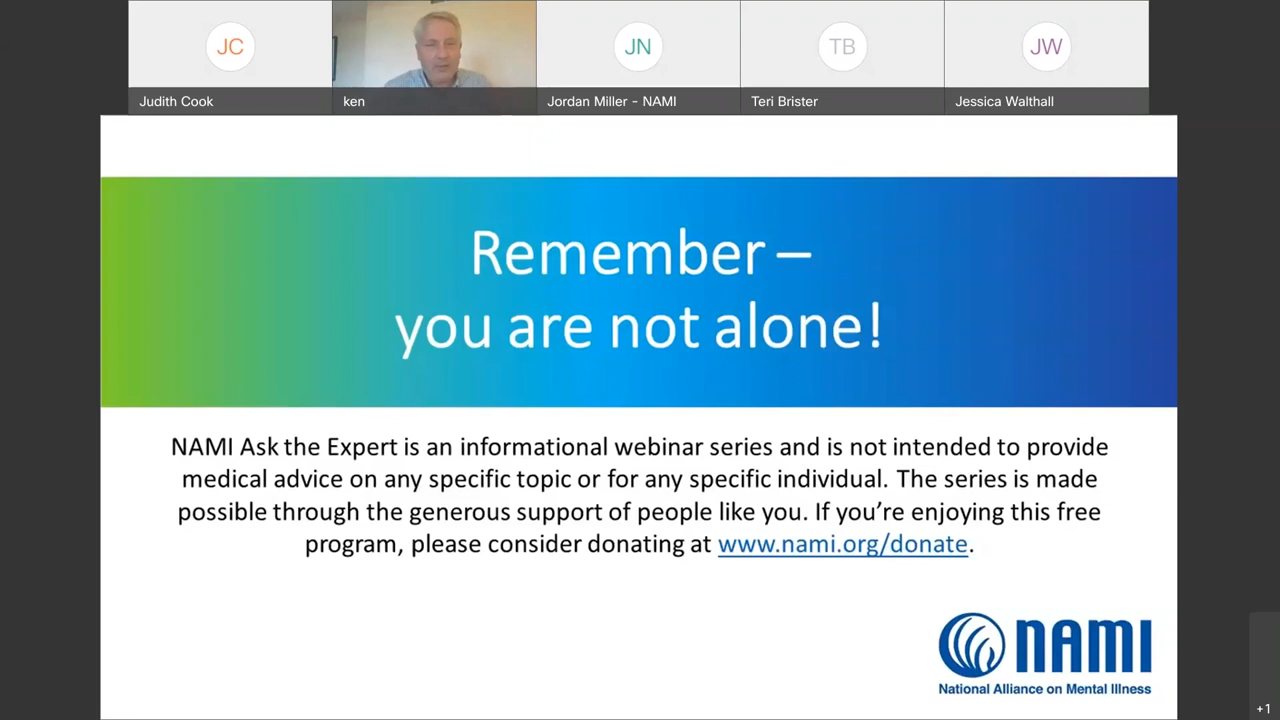 JC
JN
TB
JW
Judith Cook
ken
Jordan Miller - NAMI
Teri Brister
Jessica Walthall
Remember –
you are not alone!
NAMI Ask the Expert is an informational webinar series and is not intended to provide
medical advice on any specific topic or for any specific individual. The series is made
possible through the generous support of people like you. If you’re enjoying this free
program, please consider donating at www.nami.org/donate.
NAMI
National Alliance on Mental Illness
+1